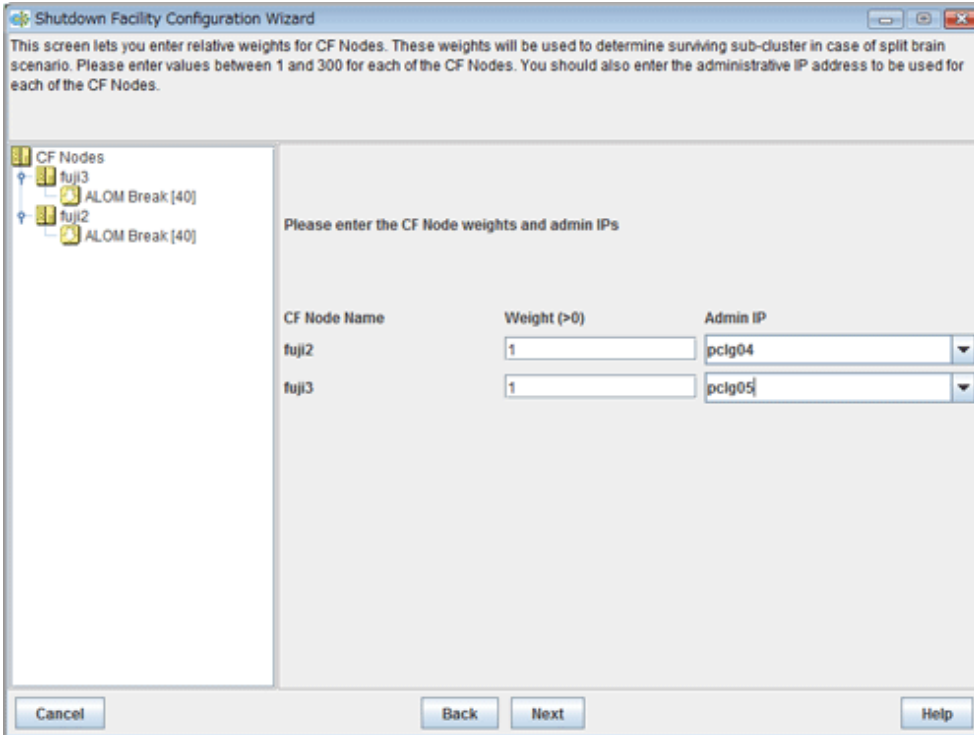 Shutdown Facility Configuration Wizard
This screen lets you enter relative weights for CF Nodes. These weights will be used to determine surviving sub-cluster in case of split brain
scenario. Please enter values between 1 and 300 for each of the CF Nodes. You should also enter the administrative IP address to be used for
each of the CF Nodes.
CF Nodes
fuji3
ALOM Break [40]
fuji2
ALOM Break [40]
Please enter the CF Node weights and admin IPs
CF Node Name Weight (>0) Admin IP
fuji2 1 pclg04
fuji3 1 pclg05
Cancel Back Next Help